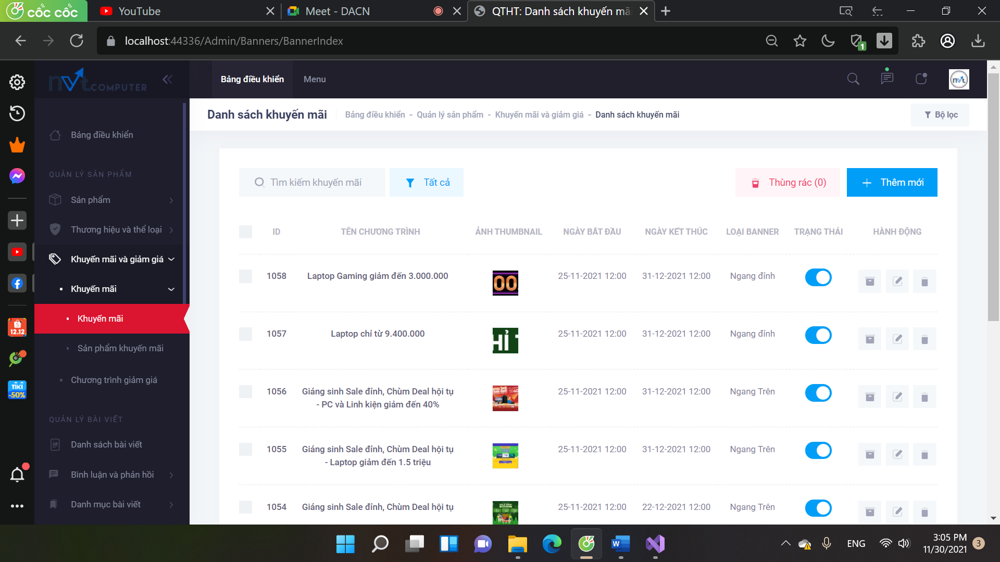 cốc cốc
YouTube
Meet - DACN
QTHT: Danh sách khuyến mã
localhost:44336/Admin/Banners/BannerIndex
1
nvt COMPUTER
Bảng điều khiển
Menu
nvt
Danh sách khuyến mãi
Bảng điều khiển - Quản lý sản phẩm - Khuyến mãi và giảm giá - Danh sách khuyến mãi
Bộ lọc
Bảng điều khiển
QUẢN LÝ SẢN PHẨM
Sản phẩm
Thương hiệu và thể loại
Khuyến mãi và giảm giá
Khuyến mãi
Khuyến mãi
Sản phẩm khuyến mãi
Chương trình giảm giá
QUẢN LÝ BÀI VIẾT
Danh sách bài viết
Bình luận và phản hồi
Danh mục bài viết
12.12
TIKI
-50%
Tìm kiếm khuyến mãi
Tất cả
Thùng rác (0)
Thêm mới
ID TÊN CHƯƠNG TRÌNH ẢNH THUMBNAIL NGÀY BẮT ĐẦU NGÀY KẾT THÚC LOẠI BANNER TRẠNG THÁI HÀNH ĐỘNG
1058 Laptop Gaming giảm đến 3.000.000 00 25-11-2021 12:00 31-12-2021 12:00 Ngang đỉnh
1057 Laptop chỉ từ 9.400.000 HỈ 25-11-2021 12:00 31-12-2021 12:00 Ngang đỉnh
1056 Giáng sinh Sale đỉnh, Chùm Deal hội tụ 25-11-2021 12:00 31-12-2021 12:00 Ngang Trên
- PC và Linh kiện giảm đến 40%
1055 Giáng sinh Sale đỉnh, Chùm Deal hội tụ 25-11-2021 12:00 31-12-2021 12:00 Ngang Trên
- Laptop giảm đến 1.5 triệu
1054 Giáng sinh Sale đỉnh, Chùm Deal hội tụ 25-11-2021 12:00 22-12-2021 12:00 Ngang Trên
W
ENG
3:05 PM
11/30/2021
3